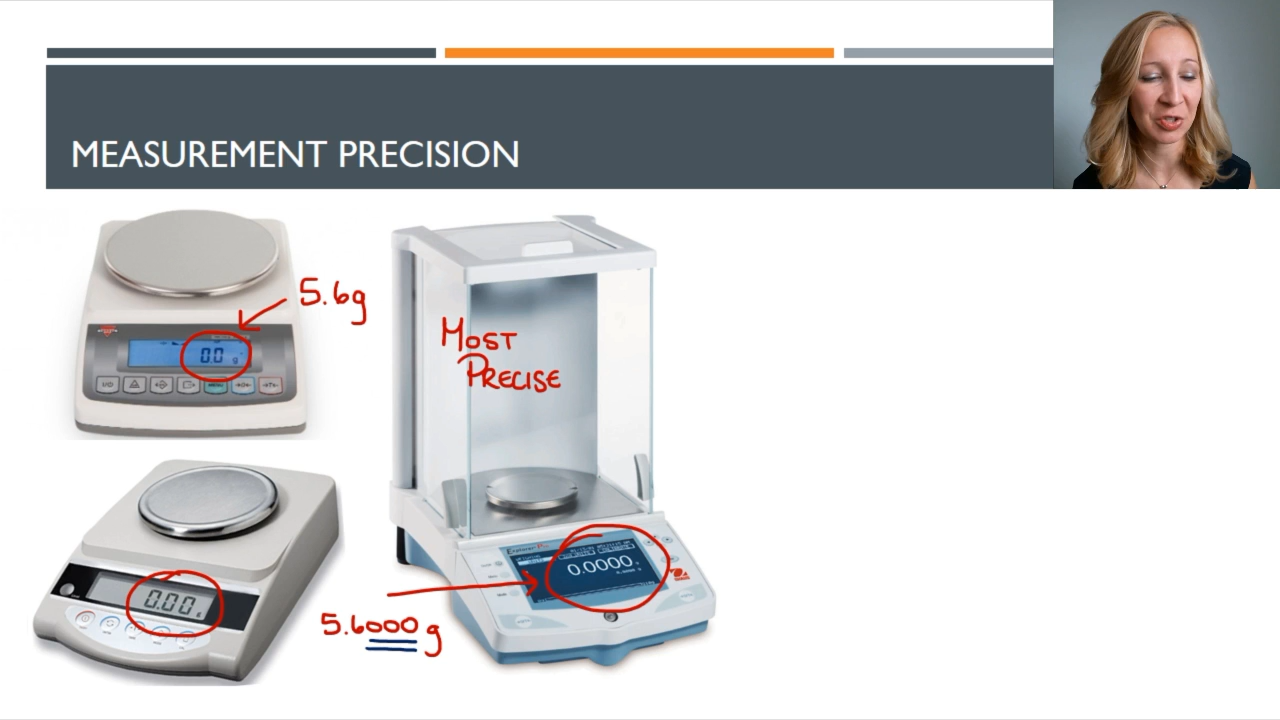 MEASUREMENT PRECISION
5.6g
0.0 g
MOST
PRECISE
0.00
0.0000
5.6000 g